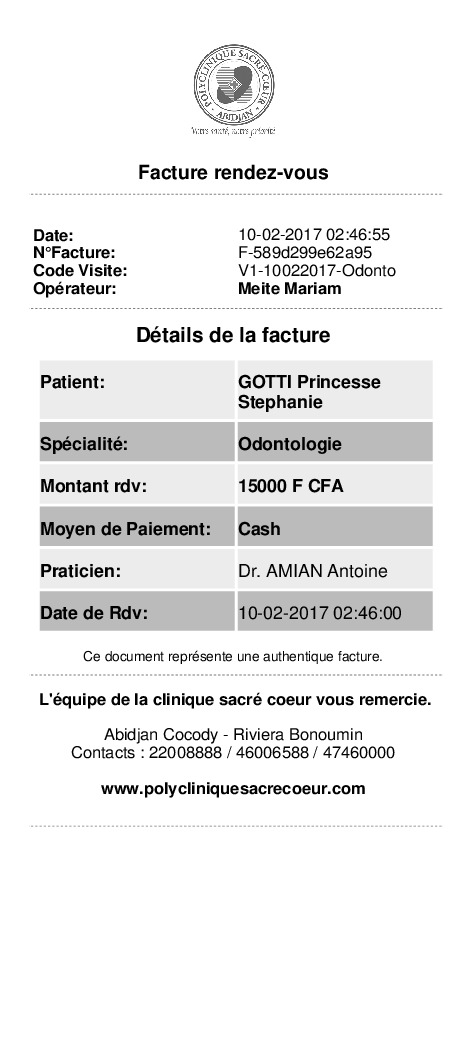 POLYCLINIQUE SACRÉ-CŒUR
ABIDJAN
Votre santé, notre priorité
Facture rendez-vous
Date: 10-02-2017 02:46:55
N°Facture: F-589d299e62a95
Code Visite: V1-10022017-Odonto
Opérateur: Meite Mariam
Détails de la facture
Patient: GOTTI Princesse
Stephanie
Spécialité: Odontologie
Montant rdv: 15000 F CFA
Moyen de Paiement: Cash
Praticien: Dr. AMIAN Antoine
Date de Rdv: 10-02-2017 02:46:00
Ce document représente une authentique facture.
L'équipe de la clinique sacré coeur vous remercie.
Abidjan Cocody - Riviera Bonoumin
Contacts : 22008888 / 46006588 / 47460000
www.polycliniquesacrecoeur.com